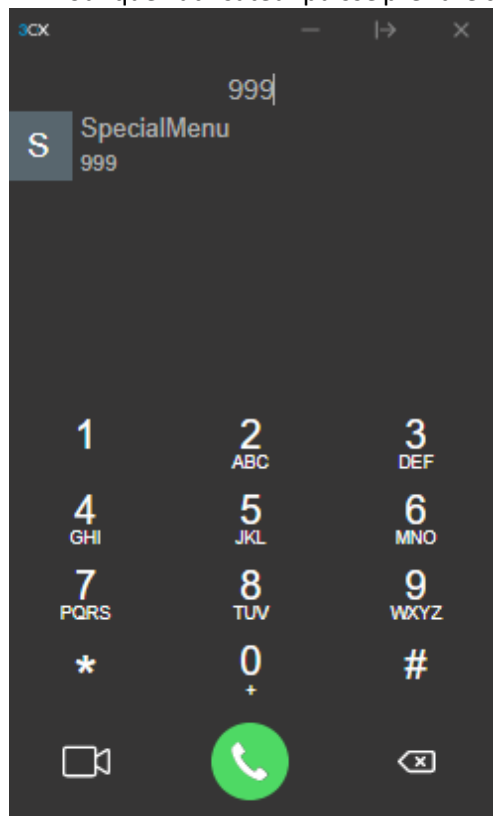 3CX
999
S
SpecialMenu
999
1 2 3
ABC DEF
4 5 6
GHI JKL MNO
7 8 9
PQRS TUV WXYZ
* 0 #
+